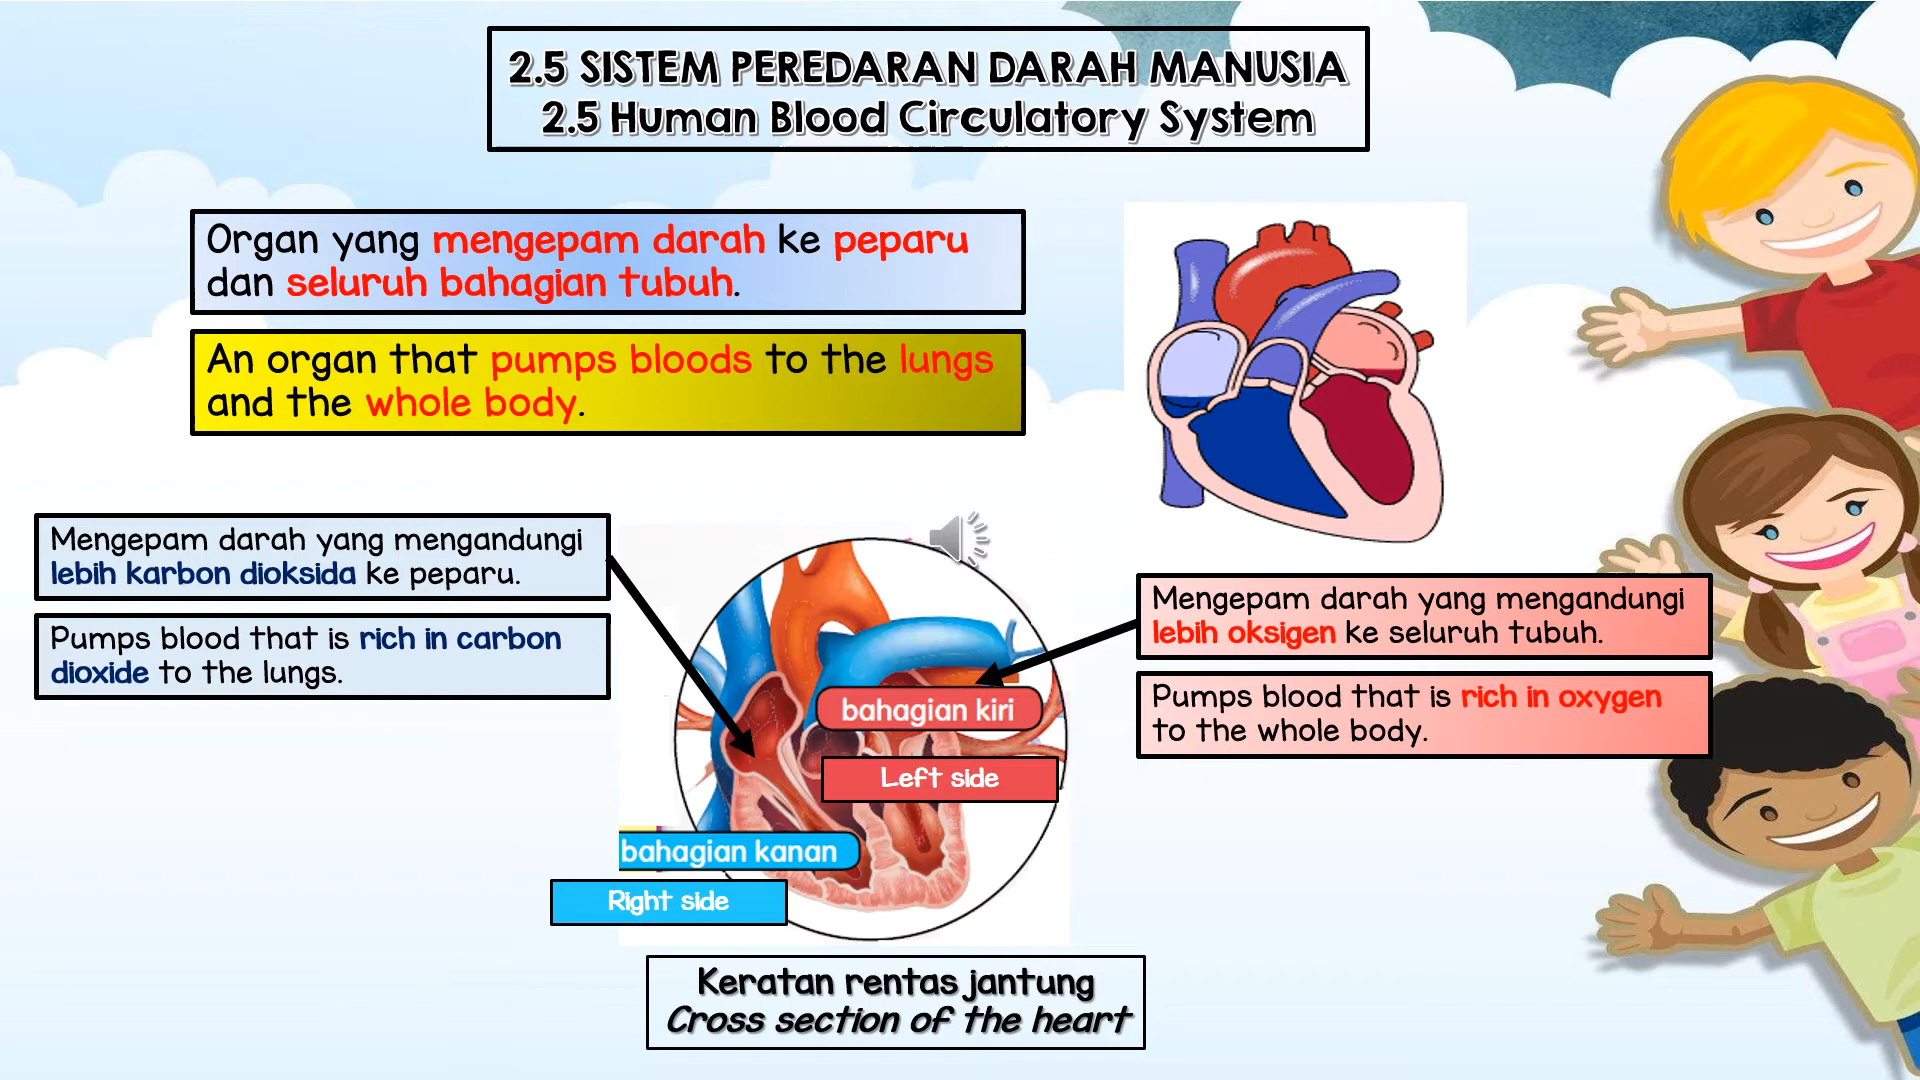 2.5 SISTEM PEREDARAN DARAH MANUSIA
2.5 Human Blood Circulatory System
Organ yang mengepam darah ke peparu
dan seluruh bahagian tubuh.
An organ that pumps bloods to the lungs
and the whole body.
Mengepam darah yang mengandungi
lebih karbon dioksida ke peparu.
Pumps blood that is rich in carbon
dioxide to the lungs.
Mengepam darah yang mengandungi
lebih oksigen ke seluruh tubuh.
Pumps blood that is rich in oxygen
to the whole body.
bahagian kiri
Left side
bahagian kanan
Right side
Keratan rentas jantung
Cross section of the heart